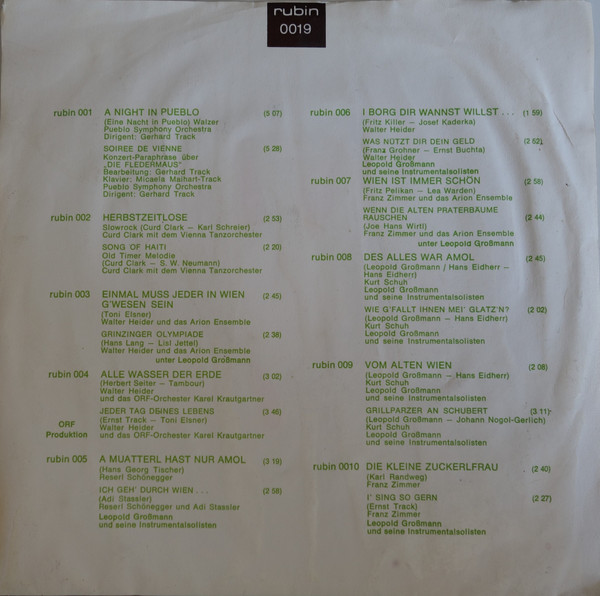 rubin
0019
rubin 001 A NIGHT IN PUEBLO (5 07)
(Eine Nacht in Pueblo) Walzer
Pueblo Symphony Orchestra
Dirigent: Gerhard Track
SOIREE DE VIENNE (5 28)
Konzert-Paraphrase über
„DIE FLEDERMAUS"
Bearbeitung: Gerhard Track
Klavier: Micaela Maihart-Track
Pueblo Symphony Orchestra
Dirigent: Gerhard Track
rubin 002 HERBSTZEITLOSE (2 53)
Slowrock (Curd Clark – Karl Schreier)
Curd Clark mit dem Vienna Tanzorchester
SONG OF HAITI (2 20)
Old Timer Melodie
(Curd Clark – S. W. Neumann)
Curd Clark mit dem Vienna Tanzorchester
rubin 003 EINMAL MUSS JEDER IN WIEN (2 45)
G'WESEN SEIN
(Toni Elsner)
Walter Heider und das Arion Ensemble
GRINZINGER OLYMPIADE (2 38)
(Hans Lang – Lisl Jettel)
Walter Heider und das Arion Ensemble
unter Leopold Großmann
rubin 004 ALLE WASSER DER ERDE (3 02)
(Herbert Seiter – Tambour)
Walter Heider
und das ORF-Orchester Karel Krautgartner
JEDER TAG DEINES LEBENS (3 46)
(Ernst Track – Toni Elsner)
ORF Walter Heider
Produktion und das ORF-Orchester Karel Krautgartner
rubin 005 A MUATTERL HAST NUR AMOL (3 19)
(Hans Georg Tischer)
Reserl Schönegger
ICH GEH' DURCH WIEN . . . (2 58)
(Adi Stassler)
Reserl Schönegger und Adi Stassler
Leopold Großmann
und seine Instrumentalsolisten
rubin 006 I BORG DIR WANNST WILLST . . . (1 59)
(Fritz Killer – Josef Kaderka)
Walter Heider
WAS NÜTZT DIR DEIN GELD (2 52)
(Franz Grohner – Ernst Buchta)
Walter Heider
Leopold Großmann
und seine Instrumentalsolisten
rubin 007 WIEN IST IMMER SCHÖN (2 58)
(Fritz Pelikan – Lea Warden)
Franz Zimmer und das Arion Ensemble
WENN DIE ALTEN PRATERBÄUME
RAUSCHEN (2 44)
(Joe Hans Wirtl)
Franz Zimmer und das Arion Ensemble
unter Leopold Großmann
rubin 008 DES ALLES WAR AMOL (2 45)
(Leopold Großmann / Hans Eidherr –
Hans Eidherr)
Kurt Schuh
Leopold Großmann
und seine Instrumentalsolisten
WIE G'FALLT IHNEN MEI' GLATZ'N? (2 02)
(Leopold Großmann – Hans Eidherr)
Kurt Schuh
Leopold Großmann
und seine Instrumentalsolisten
rubin 009 VOM ALTEN WIEN (2 08)
(Leopold Großmann – Hans Eidherr)
Kurt Schuh
Leopold Großmann
und seine Instrumentalsolisten
GRILLPARZER AN SCHUBERT (3 11)
(Leopold Großmann – Johann Nogol-Gerlich)
Kurt Schuh
Leopold Großmann
und seine Instrumentalsolisten
rubin 0010 DIE KLEINE ZUCKERLFRAU (2 40)
(Karl Randweg)
Franz Zimmer
I' SING SO GERN (2 27)
(Ernst Track)
Franz Zimmer
Leopold Großmann
und seine Instrumentalsolisten